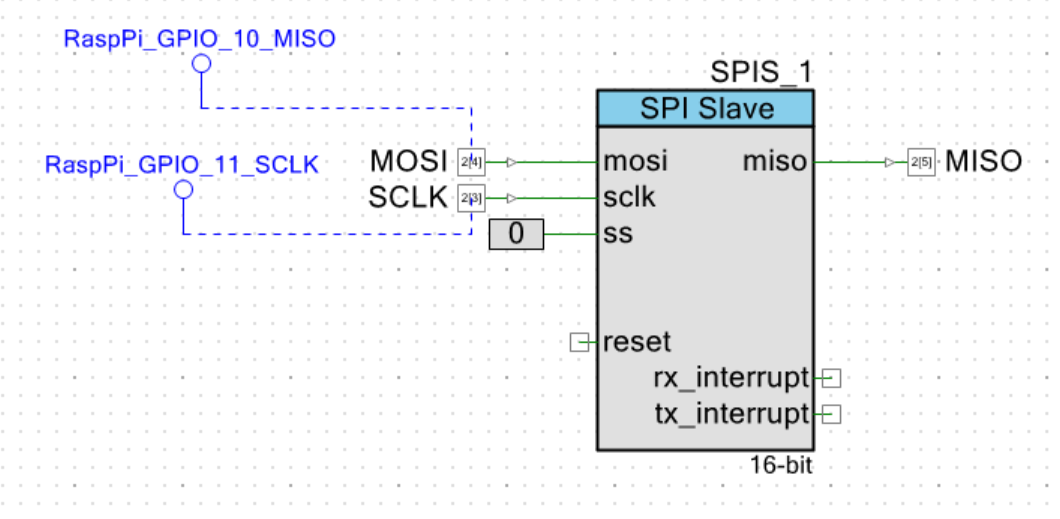 RaspPi_GPIO_10_MISO
SPIS_1
SPI Slave
RaspPi_GPIO_11_SCLK
MOSI 2[4] mosi miso 2[5] MISO
SCLK 2[3] sclk
0 ss
reset
rx_interrupt
tx_interrupt
16-bit